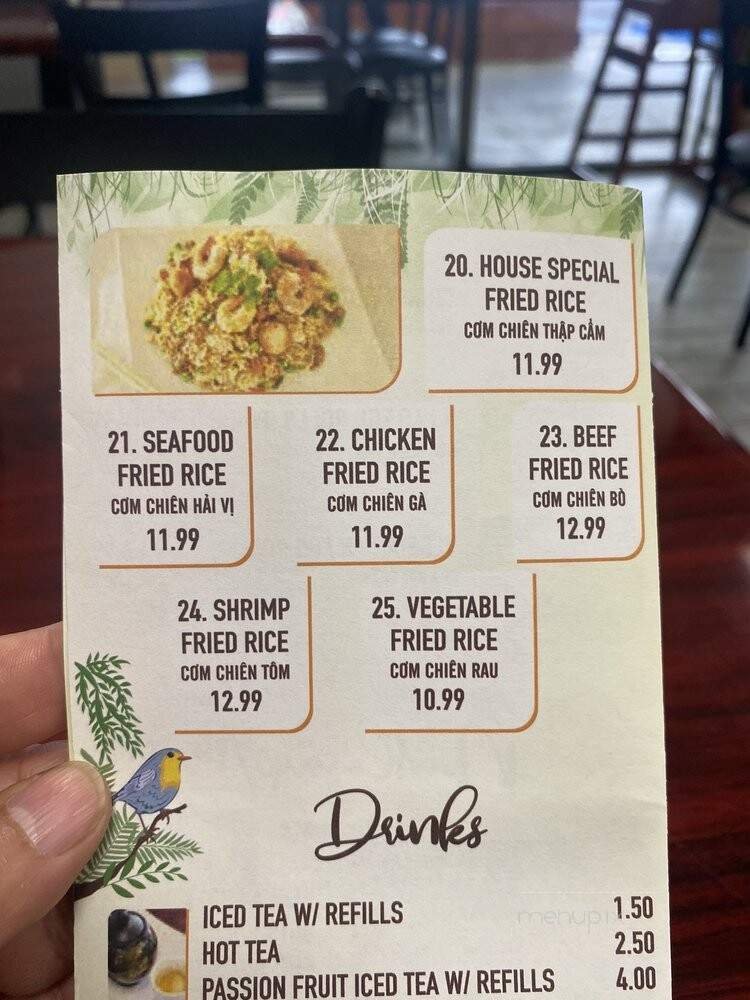 20. HOUSE SPECIAL
FRIED RICE
CƠM CHIÊN THẬP CẨM
11.99
21. SEAFOOD
FRIED RICE
CƠM CHIÊN HẢI VỊ
11.99
22. CHICKEN
FRIED RICE
CƠM CHIÊN GÀ
11.99
23. BEEF
FRIED RICE
CƠM CHIÊN BÒ
12.99
24. SHRIMP
FRIED RICE
CƠM CHIÊN TÔM
12.99
25. VEGETABLE
FRIED RICE
CƠM CHIÊN RAU
10.99
Drinks
ICED TEA W/ REFILLS 1.50
HOT TEA 2.50
PASSION FRUIT ICED TEA W/ REFILLS 4.00